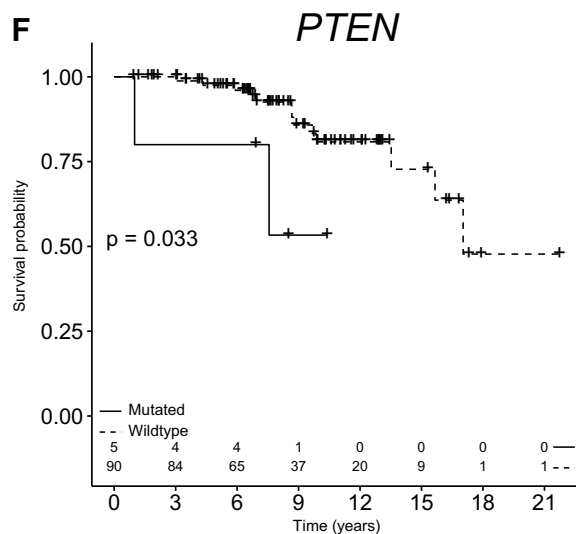 F
PTEN
1.00
0.75
0.50
0.25
0.00
Survival probability
p = 0.033
Mutated
Wildtype
5 4 4 1 0 0 0 0
90 84 65 37 20 9 1 1
0 3 6 9 12 15 18 21
Time (years)